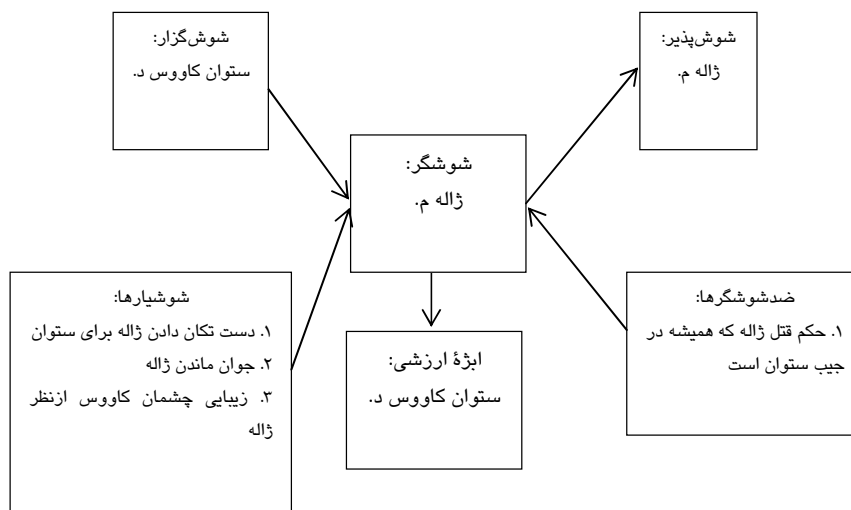 شوش‌پذیر:
ژاله م.
شوش‌گزار:
ستوان کاووس د.
شوشگر:
ژاله م.
ضدشوشگرها:
۱. حکم قتل ژاله که همیشه در
جیب ستوان است
شوشیارها:
۱. دست تکان دادن ژاله برای ستوان
۲. جوان ماندن ژاله
۳. زیبایی چشمان کاووس ازنظر
ژاله
ابژهٔ ارزشی:
ستوان کاووس د.